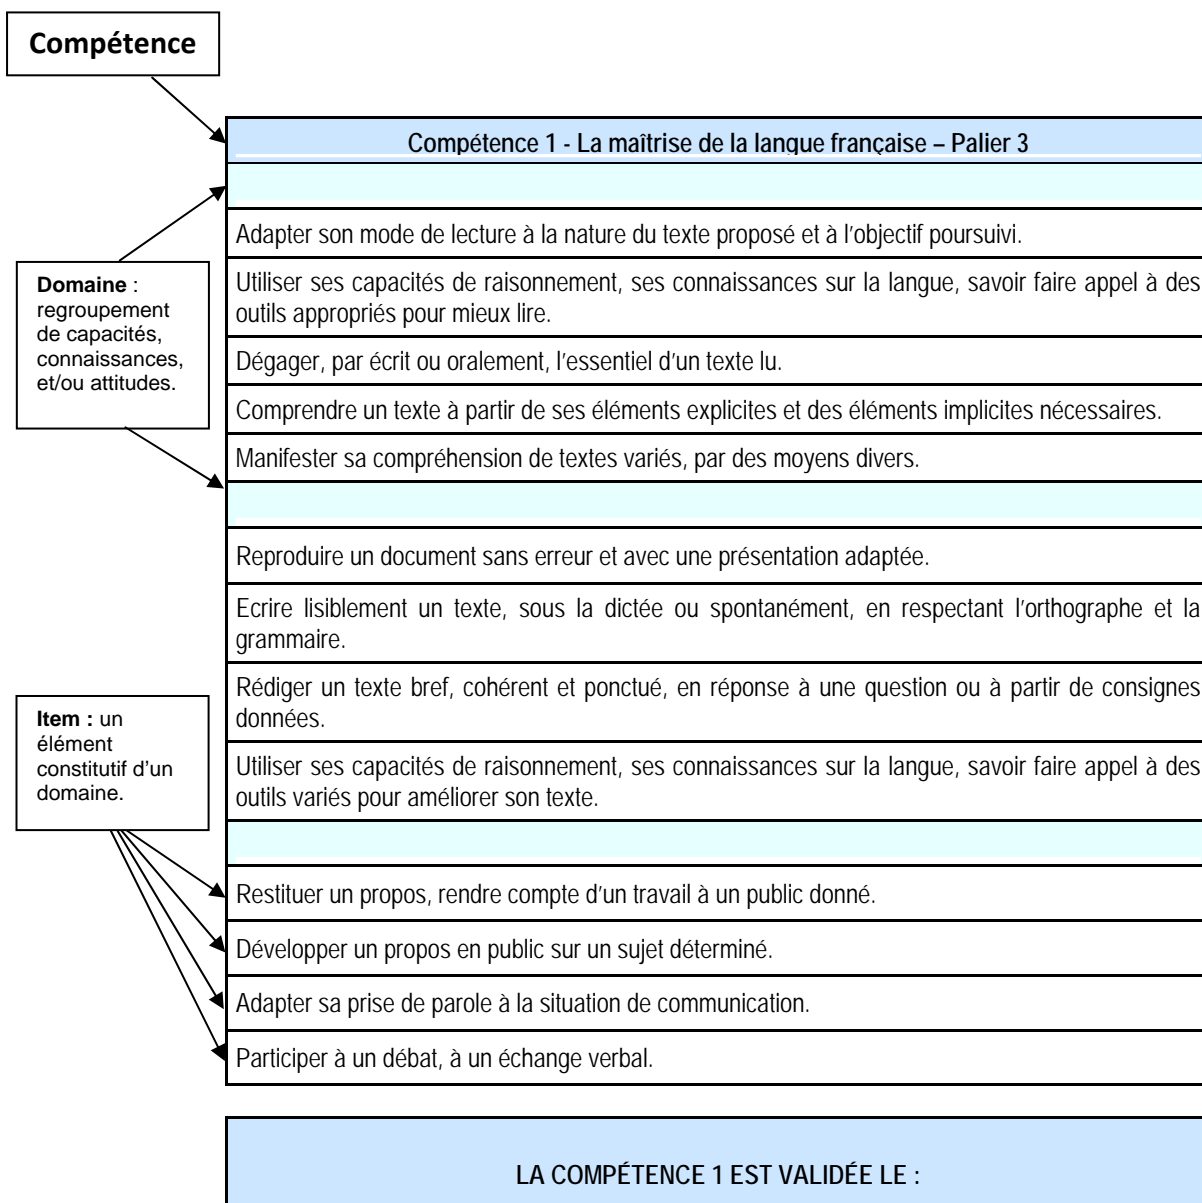 Compétence
Compétence 1 - La maîtrise de la langue française – Palier 3
Adapter son mode de lecture à la nature du texte proposé et à l’objectif poursuivi.
Domaine :
regroupement
de capacités,
connaissances,
et/ou attitudes.
Utiliser ses capacités de raisonnement, ses connaissances sur la langue, savoir faire appel à des
outils appropriés pour mieux lire.
Dégager, par écrit ou oralement, l’essentiel d’un texte lu.
Comprendre un texte à partir de ses éléments explicites et des éléments implicites nécessaires.
Manifester sa compréhension de textes variés, par des moyens divers.
Reproduire un document sans erreur et avec une présentation adaptée.
Ecrire lisiblement un texte, sous la dictée ou spontanément, en respectant l’orthographe et la
grammaire.
Rédiger un texte bref, cohérent et ponctué, en réponse à une question ou à partir de consignes
données.
Item : un
élément
constitutif d’un
domaine.
Utiliser ses capacités de raisonnement, ses connaissances sur la langue, savoir faire appel à des
outils variés pour améliorer son texte.
Restituer un propos, rendre compte d’un travail à un public donné.
Développer un propos en public sur un sujet déterminé.
Adapter sa prise de parole à la situation de communication.
Participer à un débat, à un échange verbal.
LA COMPÉTENCE 1 EST VALIDÉE LE :